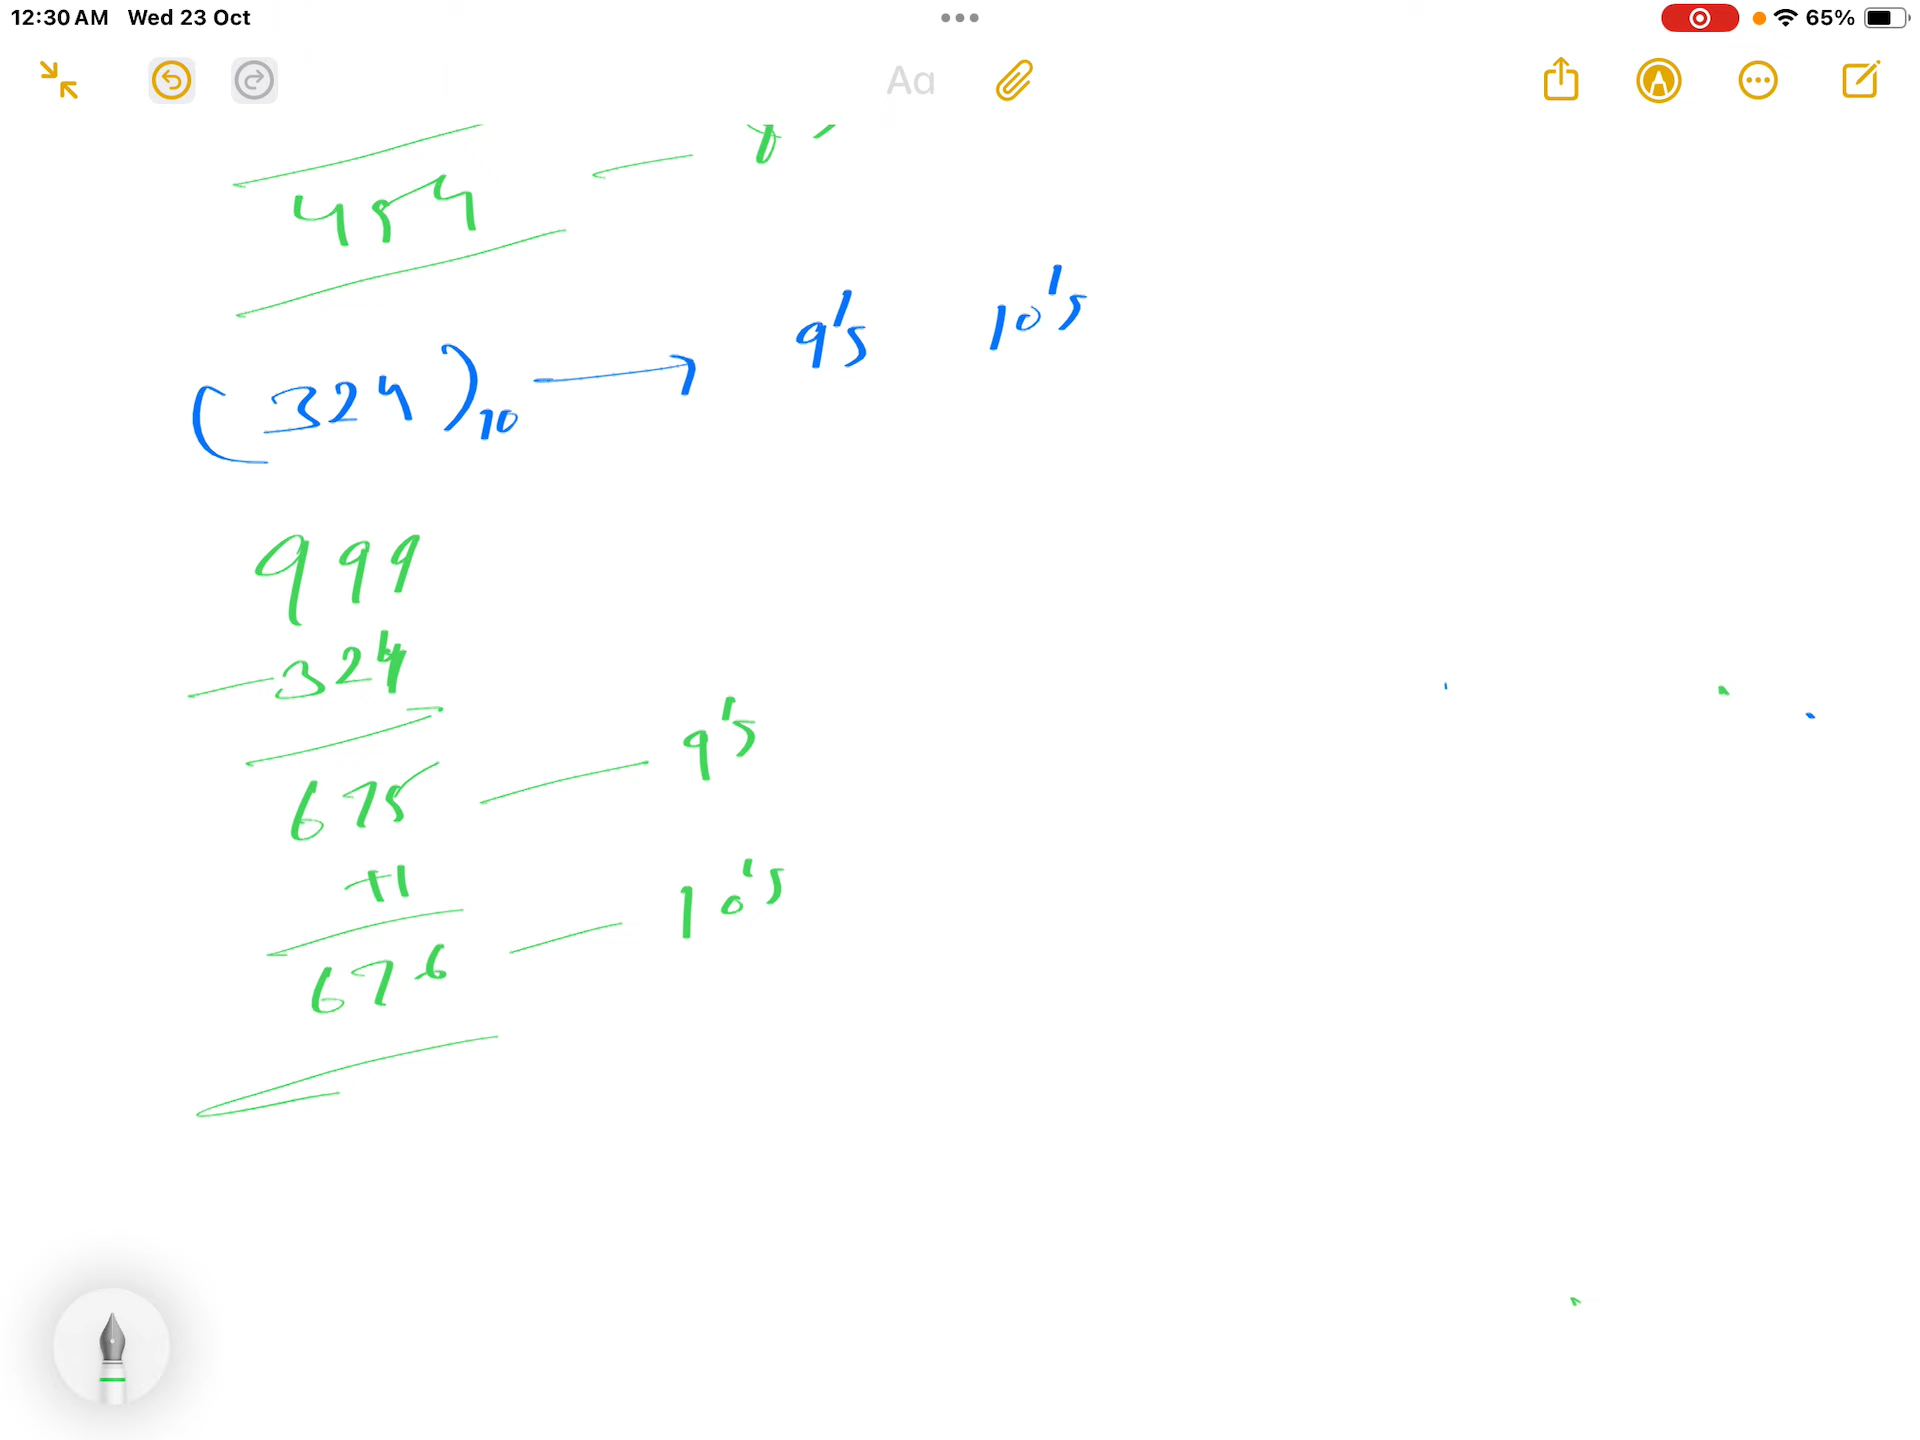 12:30 AM Wed 23 Oct
65%
Aa
454
(324)10 → 9's 10's
999
- 324
675 — 9's
+1
676 — 10's